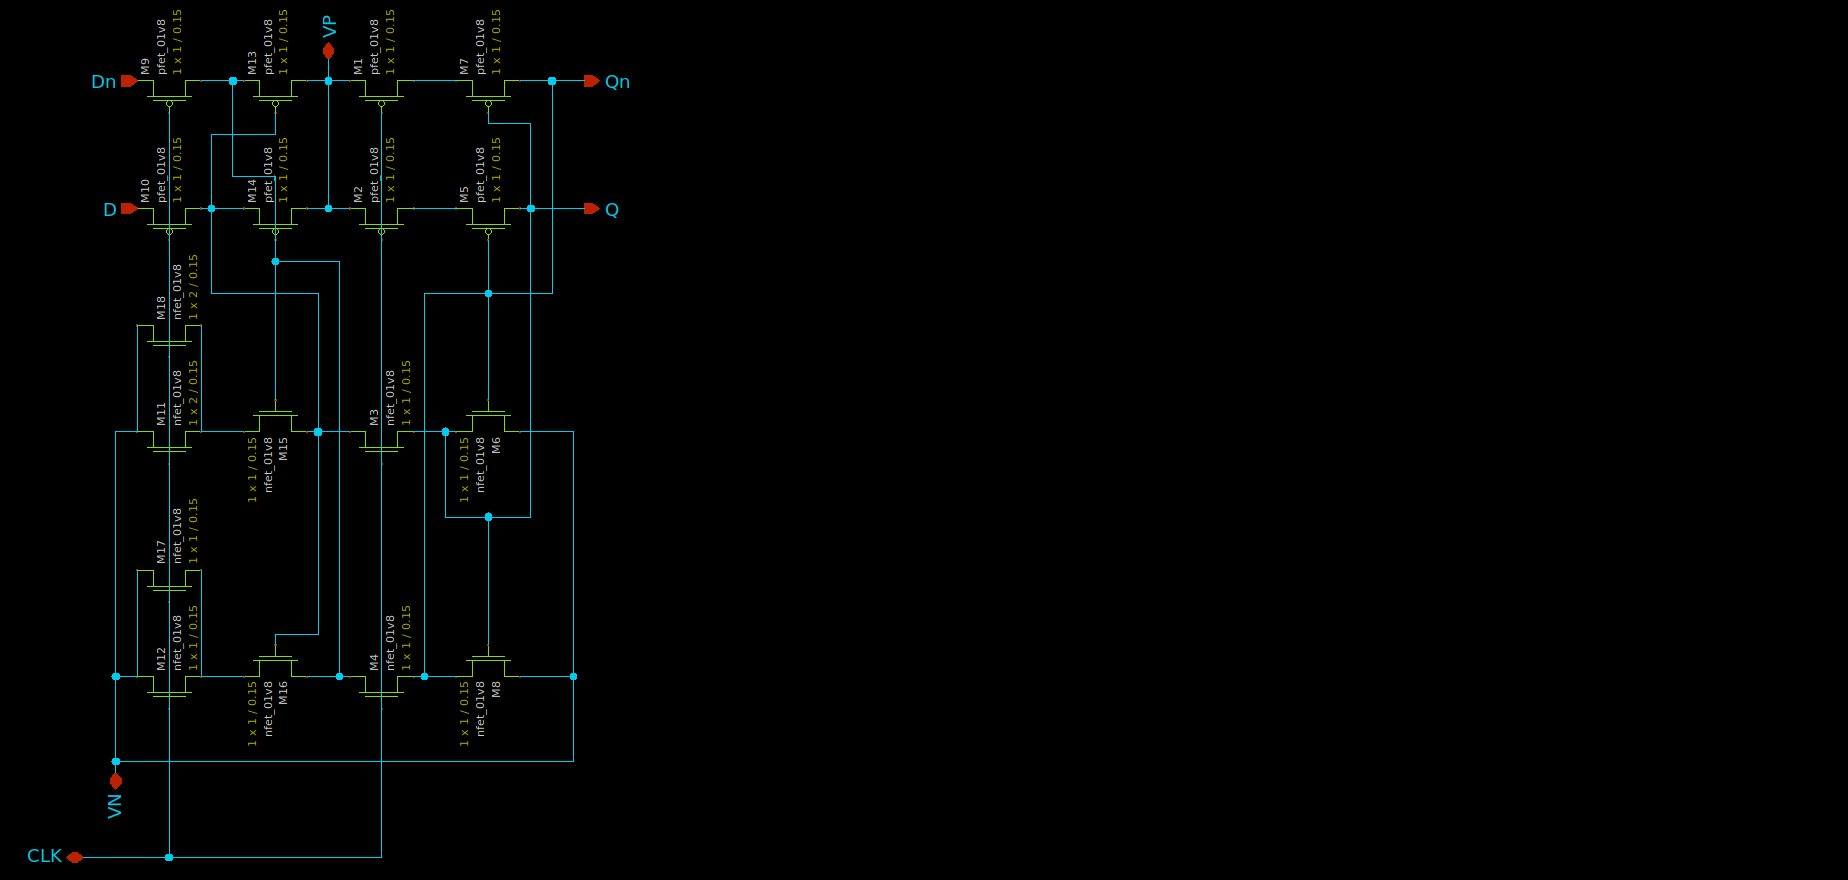 VP
M9
pfet_01v8
1 x 1 / 0.15
M13
pfet_01v8
1 x 1 / 0.15
M1
pfet_01v8
1 x 1 / 0.15
M7
pfet_01v8
1 x 1 / 0.15
Dn
Qn
M10
pfet_01v8
1 x 1 / 0.15
M14
pfet_01v8
1 x 1 / 0.15
M2
pfet_01v8
1 x 1 / 0.15
M5
pfet_01v8
1 x 1 / 0.15
D
Q
M18
nfet_01v8
1 x 2 / 0.15
M11
nfet_01v8
1 x 2 / 0.15
1 x 1 / 0.15
nfet_01v8
M15
M3
nfet_01v8
1 x 1 / 0.15
1 x 1 / 0.15
nfet_01v8
M6
M17
nfet_01v8
1 x 1 / 0.15
M12
nfet_01v8
1 x 1 / 0.15
1 x 1 / 0.15
nfet_01v8
M16
M4
nfet_01v8
1 x 1 / 0.15
1 x 1 / 0.15
nfet_01v8
M8
VN
CLK